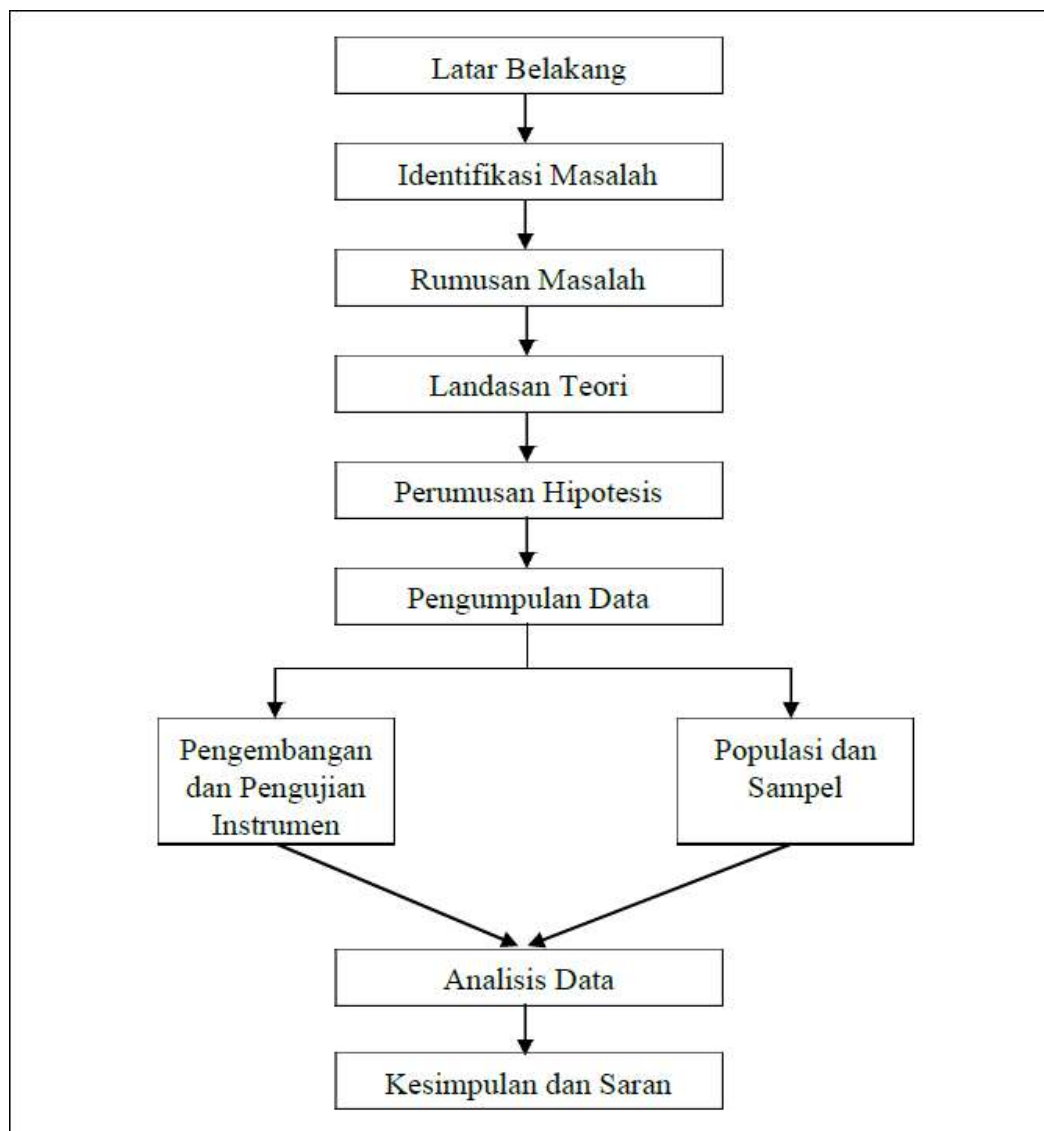 Latar Belakang
Identifikasi Masalah
Rumusan Masalah
Landasan Teori
Perumusan Hipotesis
Pengumpulan Data
Pengembangan
dan Pengujian
Instrumen
Populasi dan
Sampel
Analisis Data
Kesimpulan dan Saran